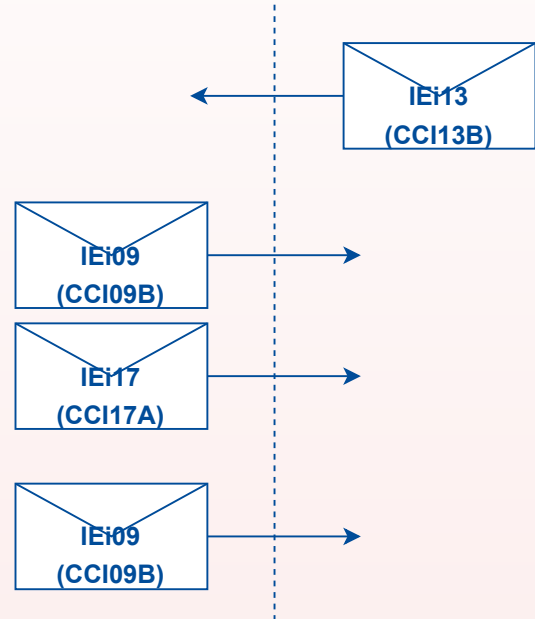 IEi13
(CCI13B)
IEi09
(CCI09B)
IEi17
(CCI17A)
IEi09
(CCI09B)